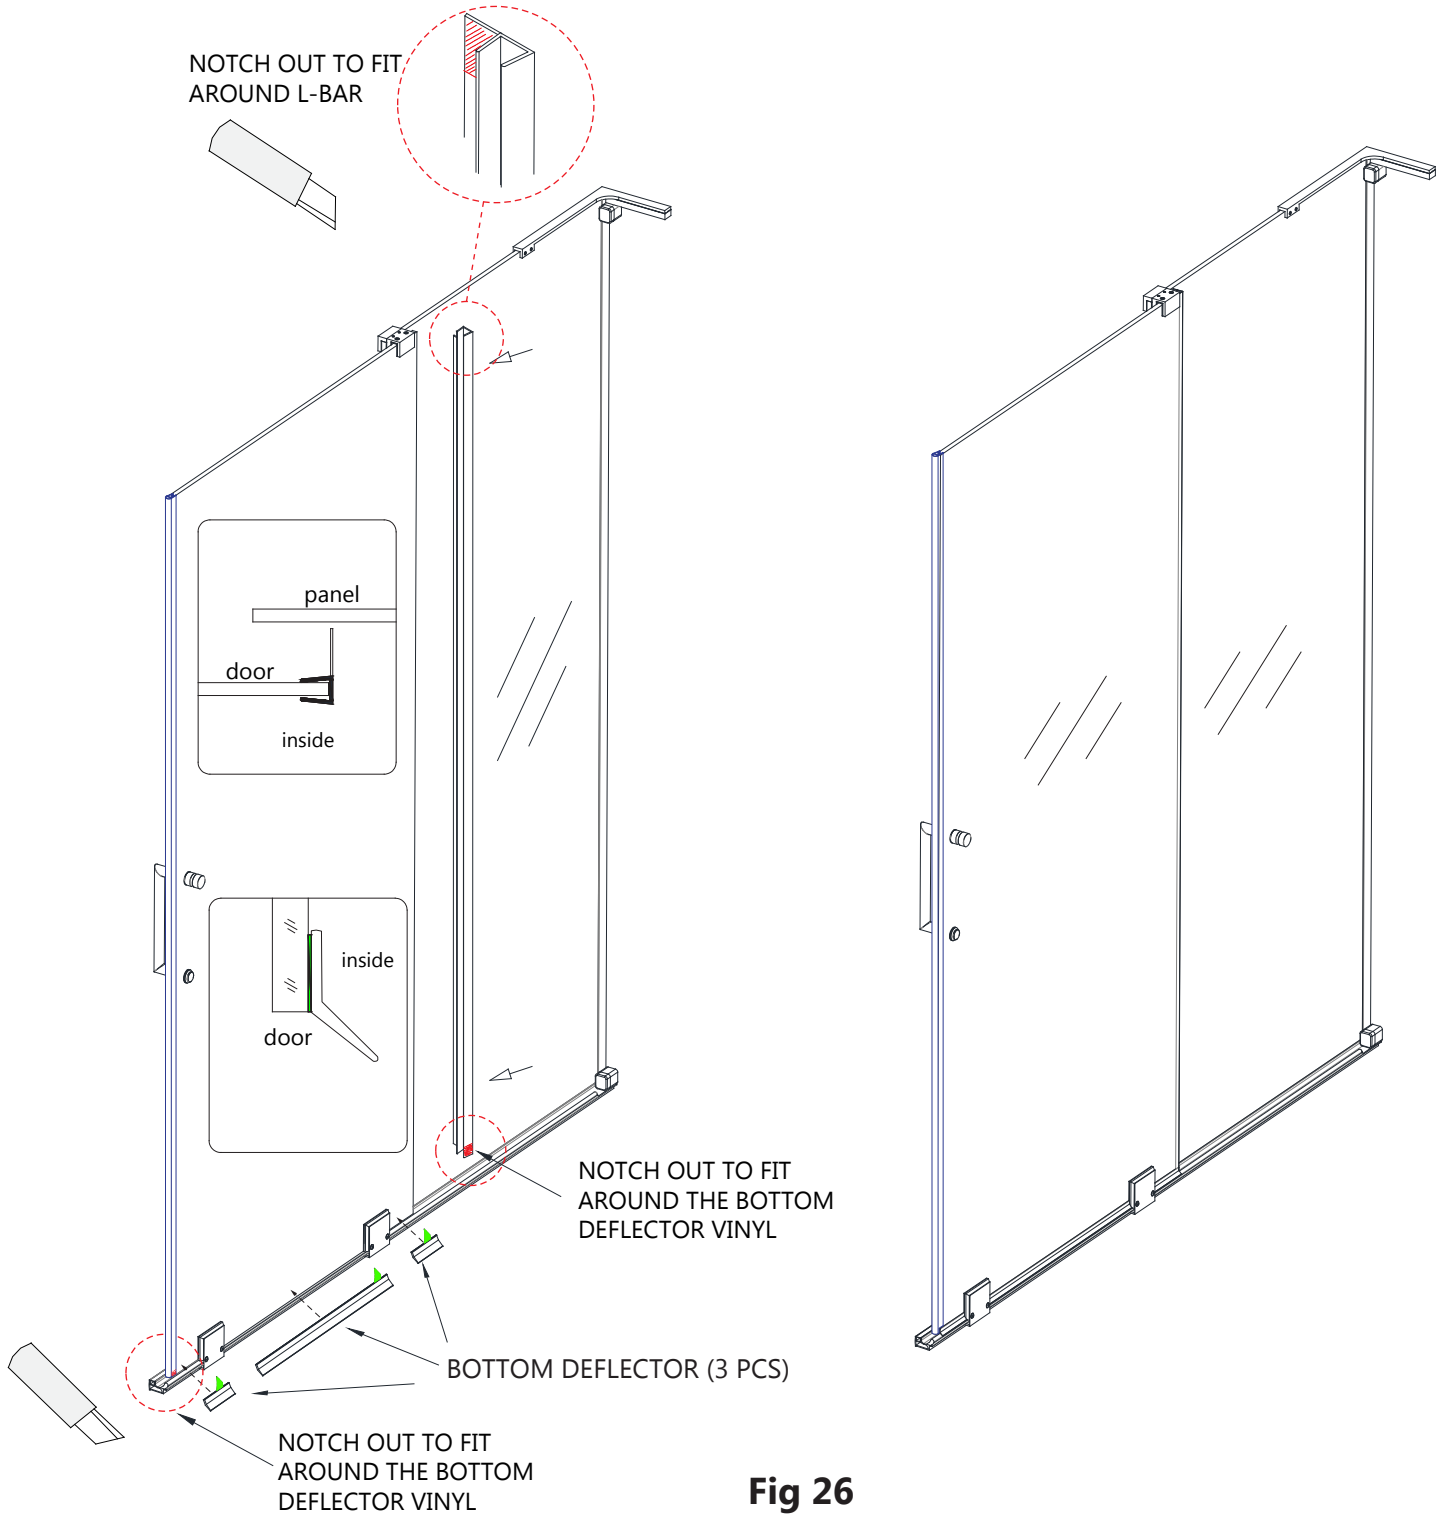 NOTCH OUT TO FIT
AROUND L-BAR
panel
door
inside
inside
door
NOTCH OUT TO FIT
AROUND THE BOTTOM
DEFLECTOR VINYL
BOTTOM DEFLECTOR (3 PCS)
NOTCH OUT TO FIT
AROUND THE BOTTOM
DEFLECTOR VINYL
Fig 26